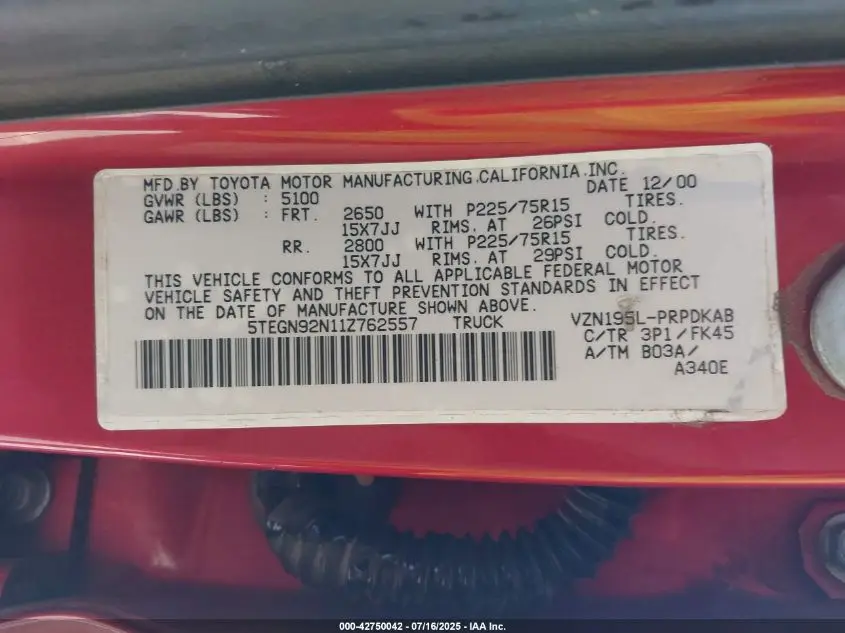 MFD.BY TOYOTA MOTOR MANUFACTURING.CALIFORNIA.INC.
GVWR (LBS) : 5100 DATE 12/00
GAWR (LBS) : FRT. 2650 WITH P225/75R15 TIRES.
15X7JJ RIMS. AT 26PSI COLD.
RR. 2800 WITH P225/75R15 TIRES.
15X7JJ RIMS. AT 29PSI COLD.
THIS VEHICLE CONFORMS TO ALL APPLICABLE FEDERAL MOTOR
VEHICLE SAFETY AND THEFT PREVENTION STANDARDS IN EFFECT
ON THE DATE OF MANUFACTURE SHOWN ABOVE.
5TEGN92N11Z762557 TRUCK VZN195L-PRPDKAB
C/TR 3P1/FK45
A/TM B03A/
A340E
000-42750042 - 07/16/2025 - IAA Inc.